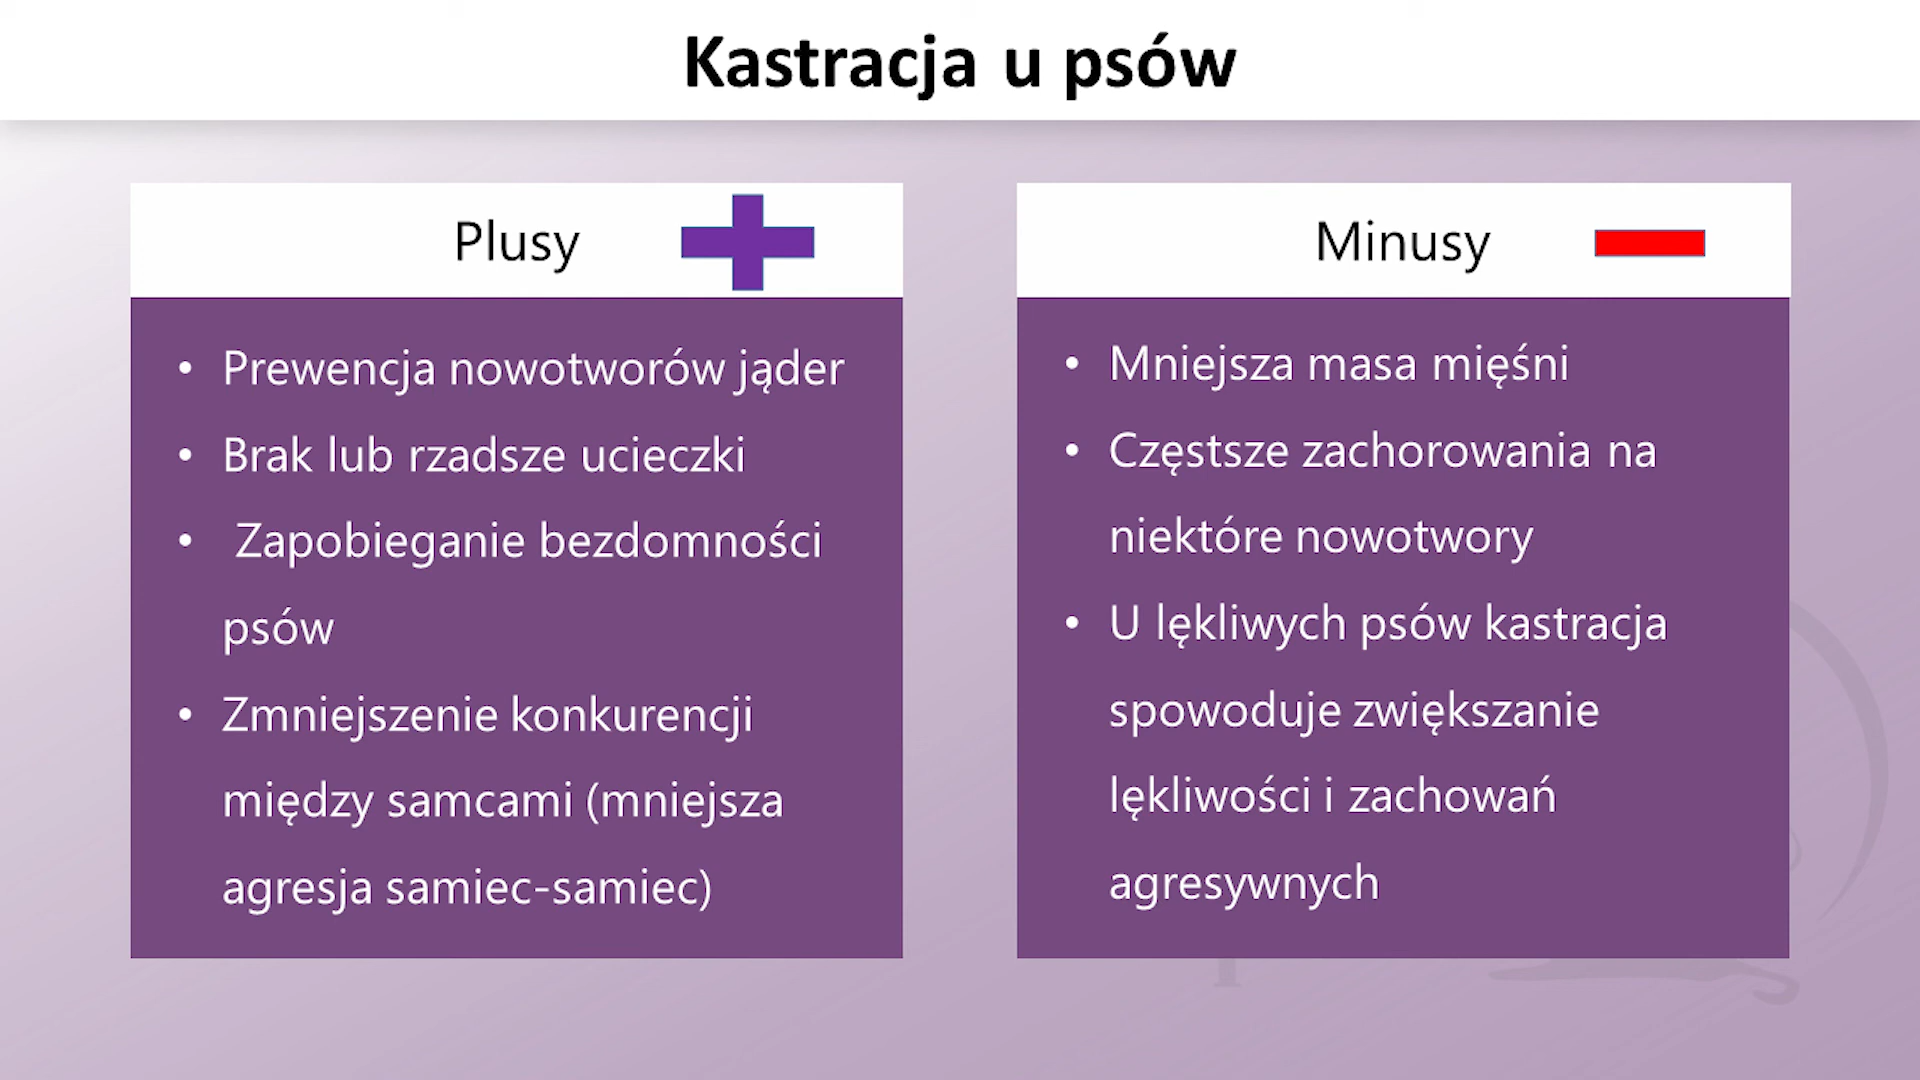 Kastracja u psów
Plusy
• Prewencja nowotworów jąder
• Brak lub rzadsze ucieczki
• Zapobieganie bezdomności
psów
• Zmniejszenie konkurencji
między samcami (mniejsza
agresja samiec-samiec)
Minusy
• Mniejsza masa mięśni
• Częstsze zachorowania na
niektóre nowotwory
• U lękliwych psów kastracja
spowoduje zwiększanie
lękliwości i zachowań
agresywnych